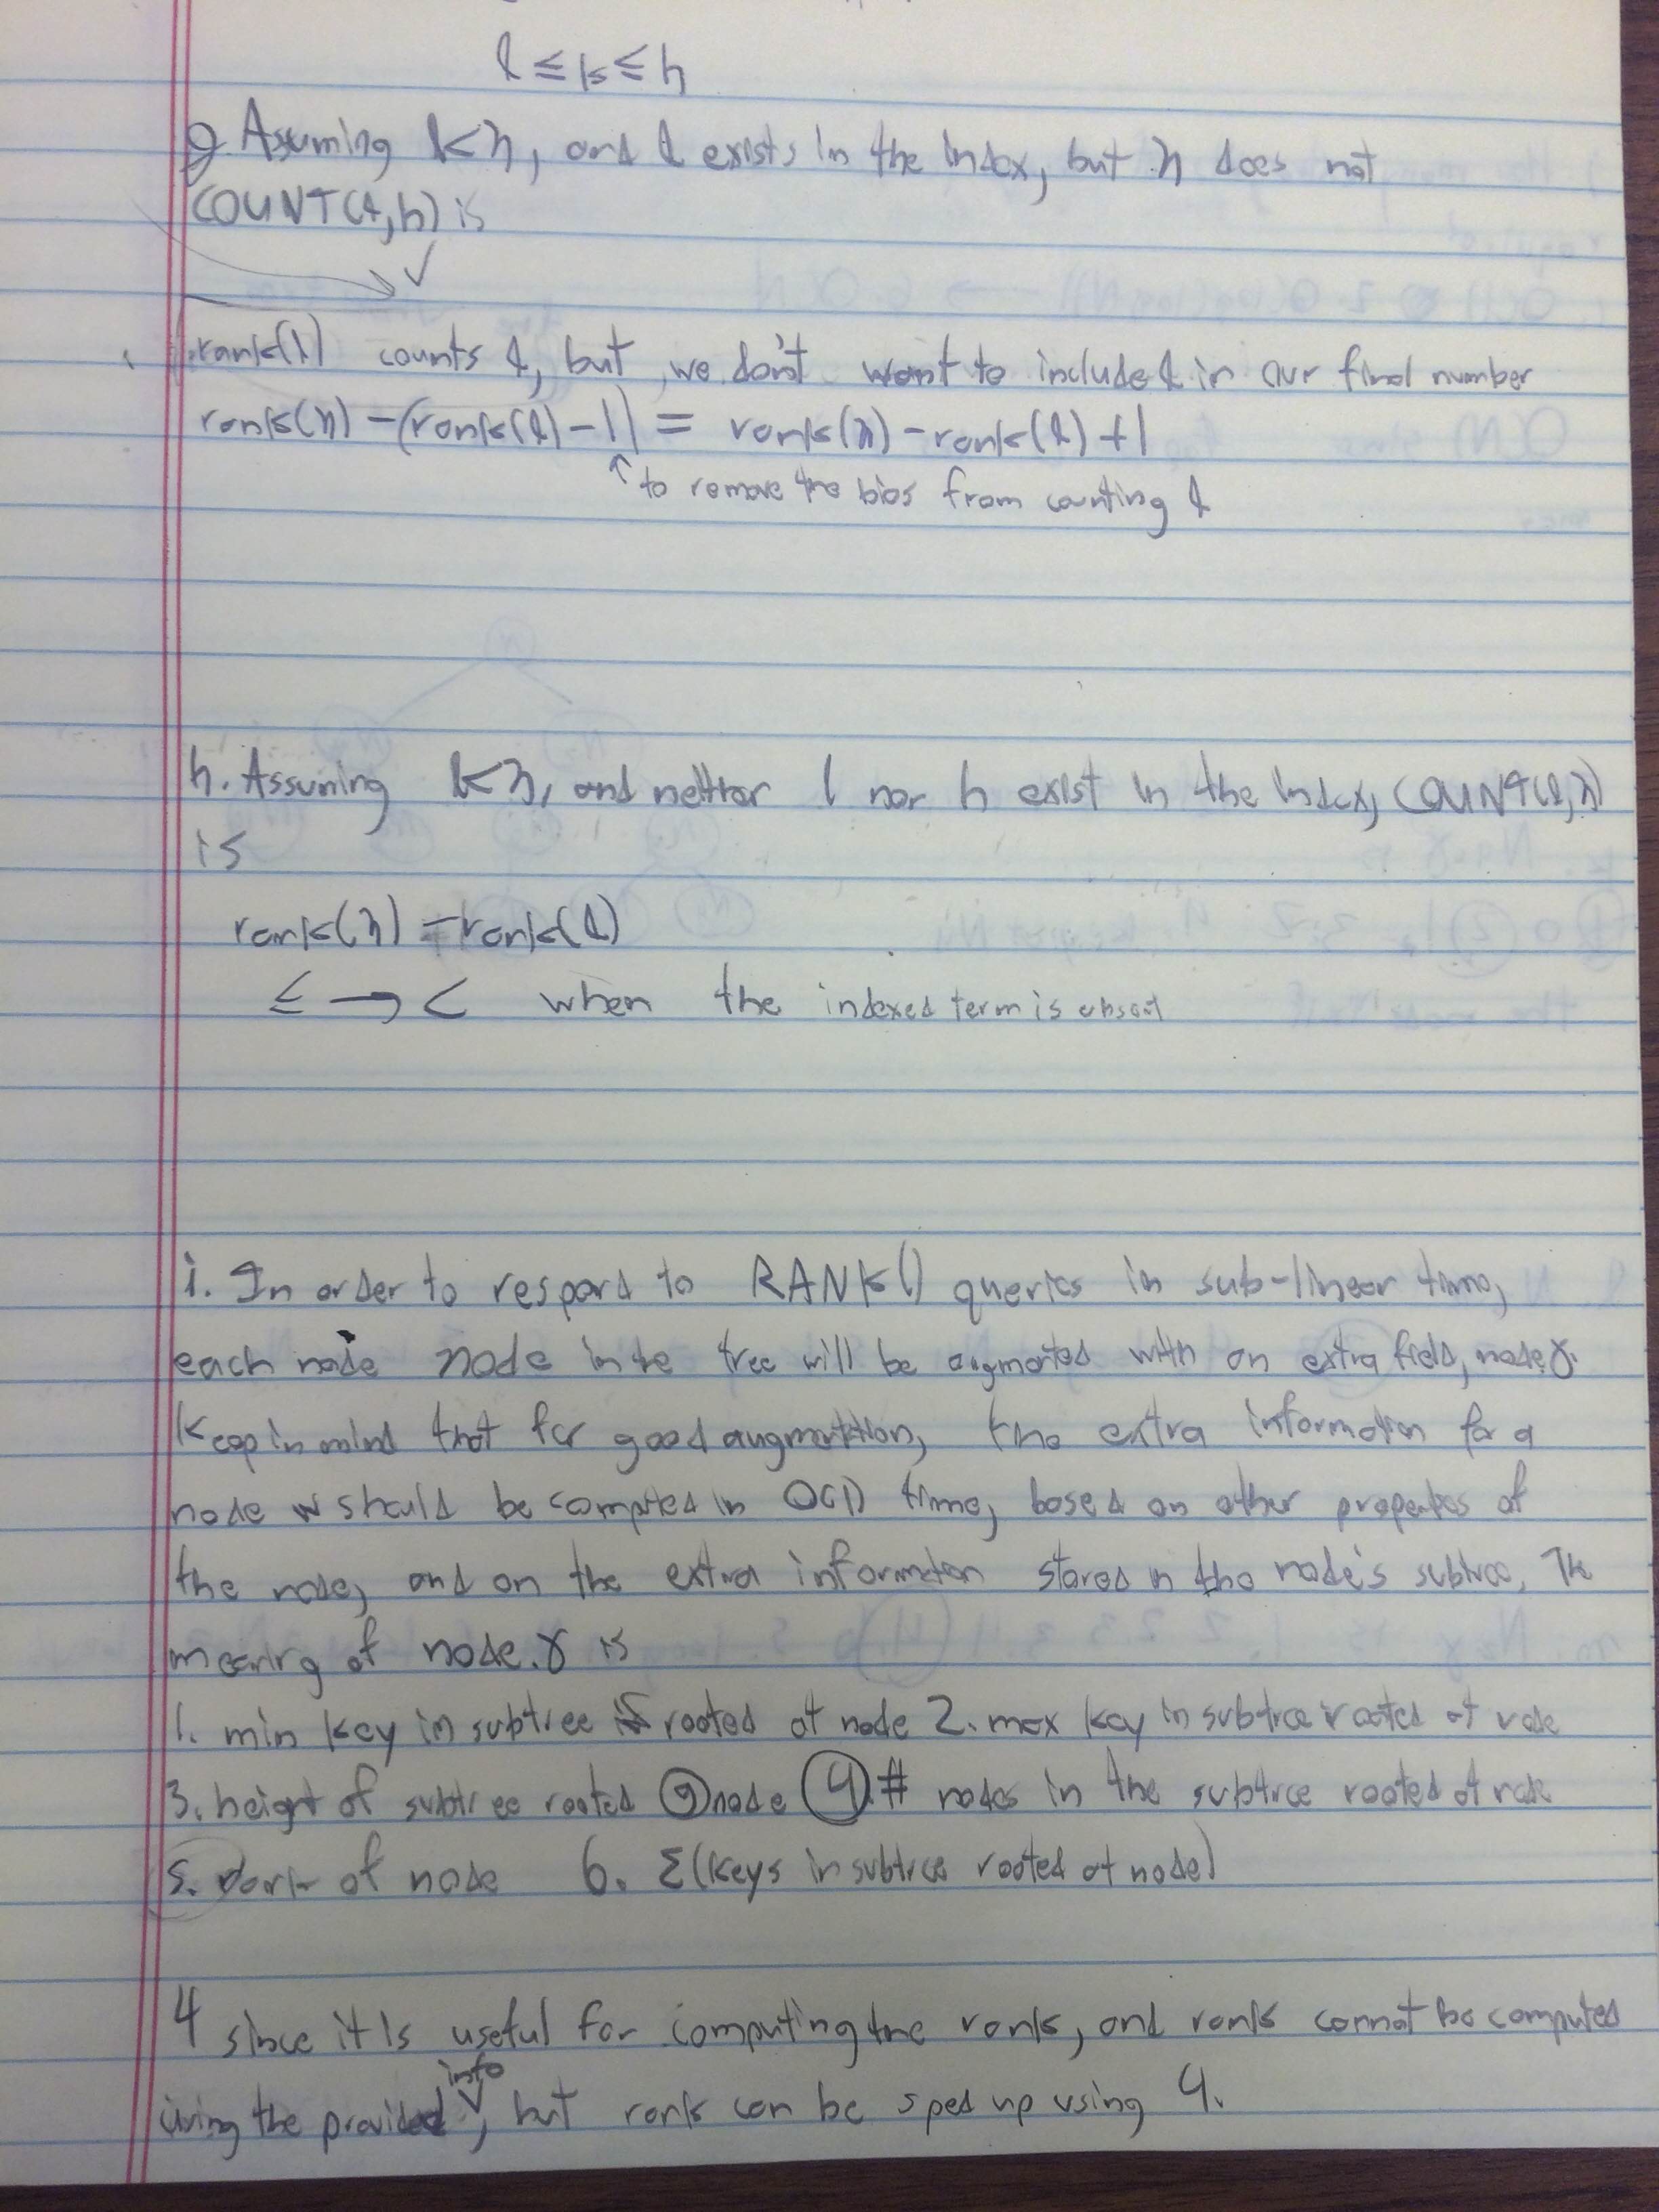 l ≤ k ≤ h
g. Assuming l<h, and l exists in the index, but h does not
COUNT(l,h) is
✓
rank(l) counts l, but we don't want to include l in our final number
rank(h) -(rank(l)-1) = rank(h)-rank(l)+1
↑ to remove the bias from counting l
h. Assuming l<h, and neither l nor h exist in the index, COUNT(l,h)
is
rank(h) - rank(l)
≤ → < when the indexed term is absent
i. In order to respond to RANK() queries in sub-linear time,
each node node in te tree will be augmented with an extra field, node.γ.
Keep in mind that for good augmentation, the extra information for a
node should be computed in O(1) time, based on other properties of
the node, and on the extra information stored in the node's subtree. The
meaning of node.γ is
1. min key in subtree rooted at node 2. max key in subtree rooted at node
3. height of subtree rooted @ node 4. # nodes in the subtree rooted at node
5. rank of node 6. Σ(keys in subtree rooted at node)
4 since it is useful for computing the rank, and rank cannot be computed
using the provided info, but rank can be sped up using 4.